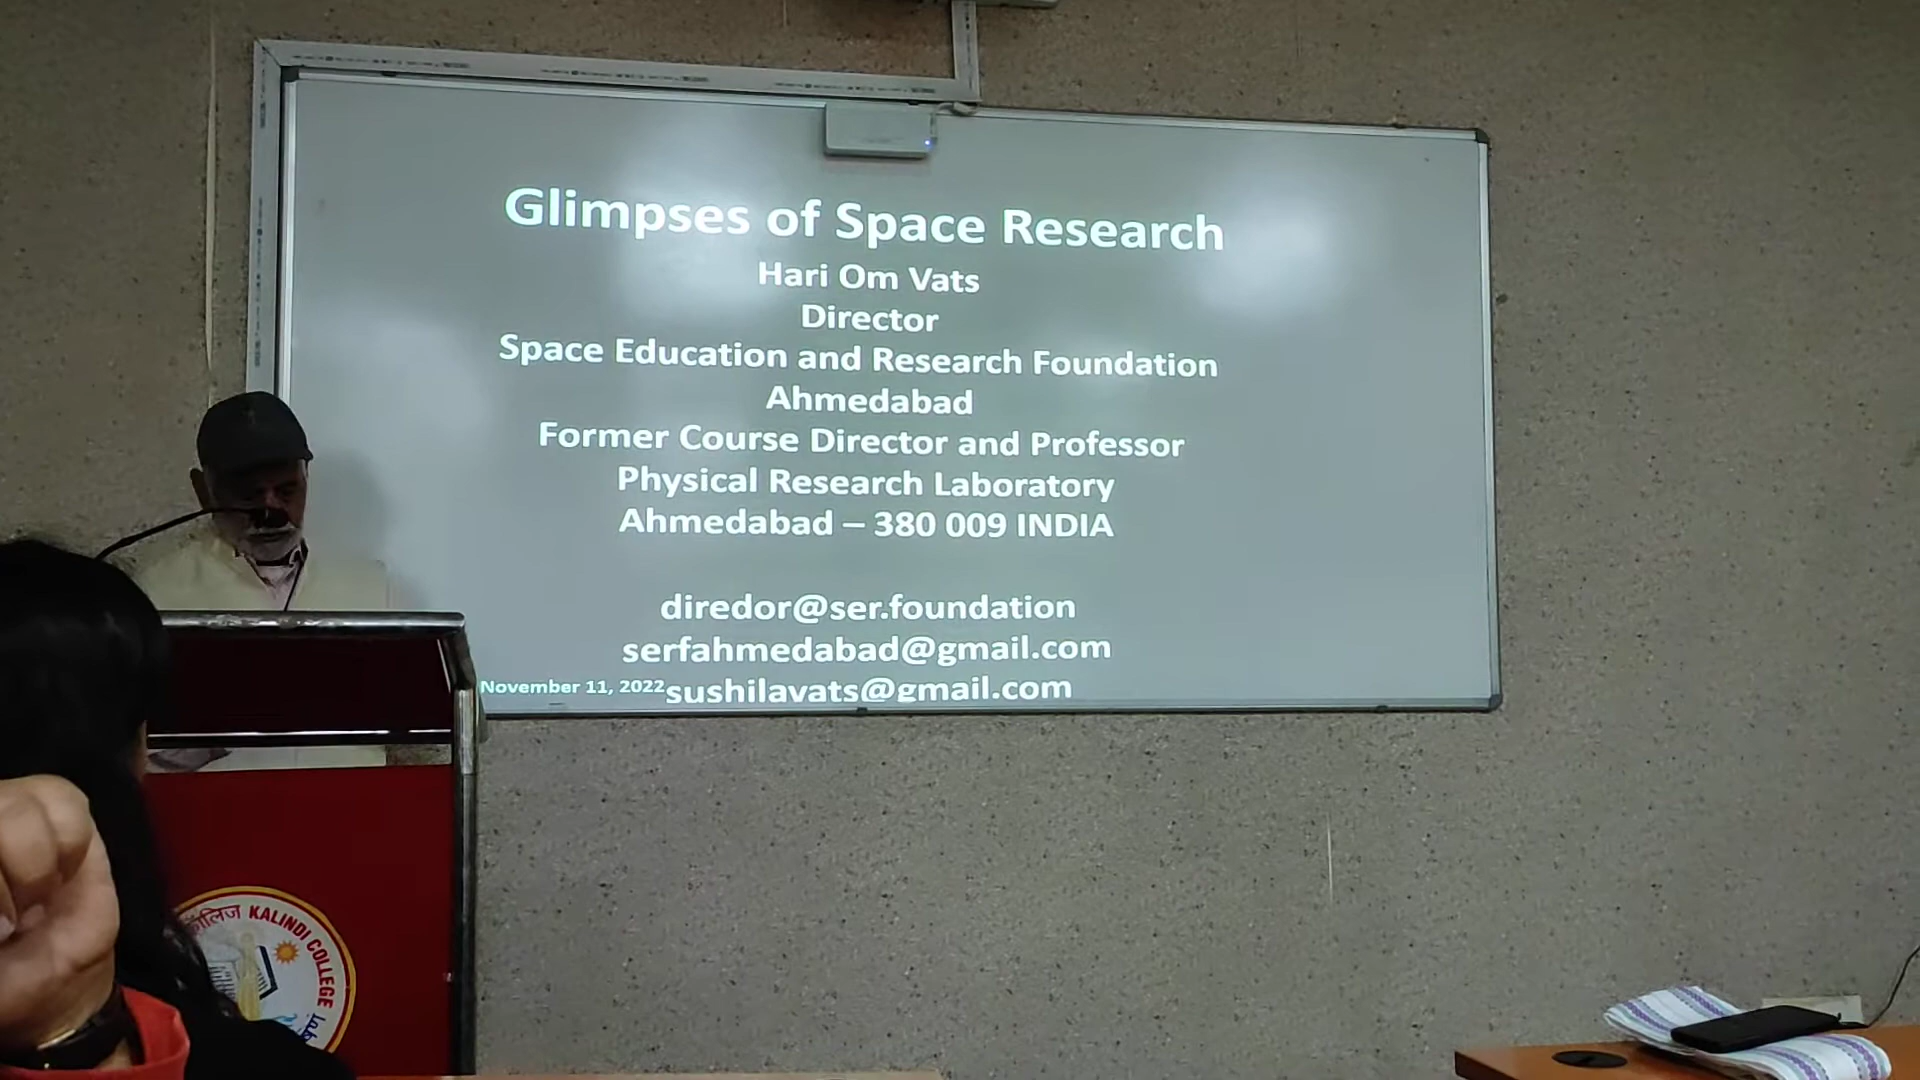 Glimpses of Space Research
Hari Om Vats
Director
Space Education and Research Foundation
Ahmedabad
Former Course Director and Professor
Physical Research Laboratory
Ahmedabad – 380 009 INDIA
diredor@ser.foundation
serfahmedabad@gmail.com
November 11, 2022
sushilavats@gmail.com
KALINDI COLLEGE